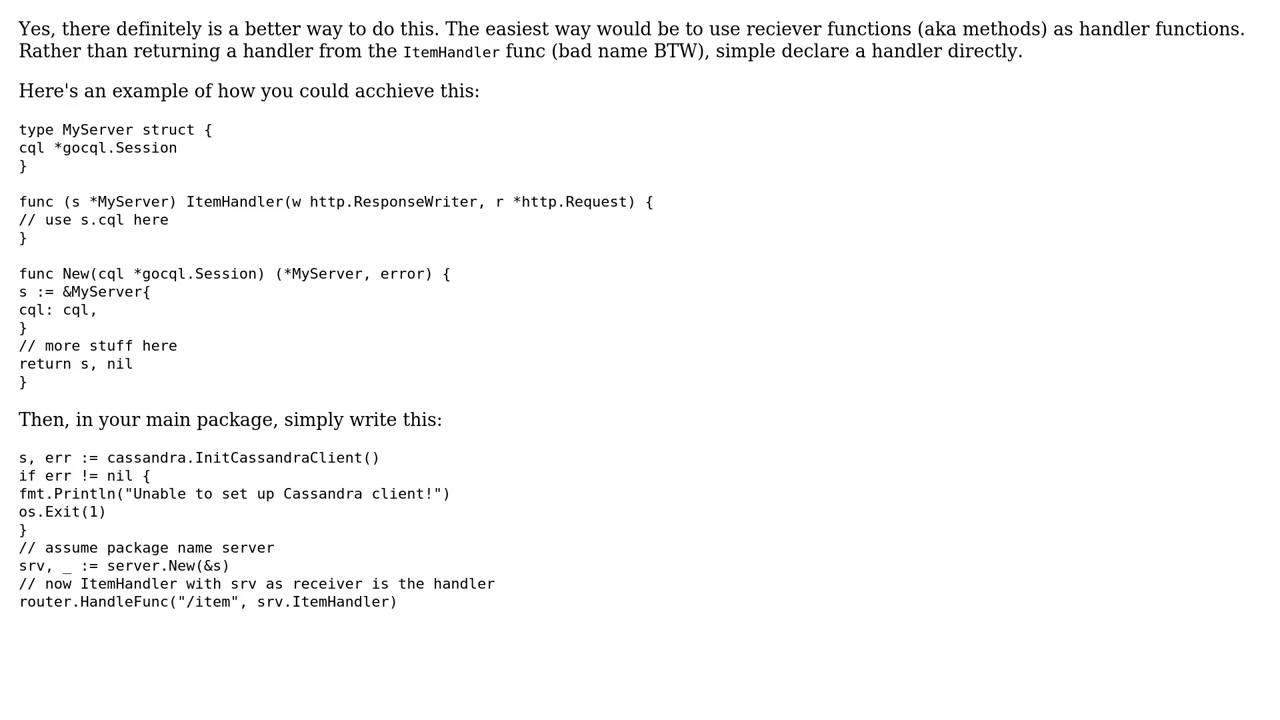 Yes, there definitely is a better way to do this. The easiest way would be to use reciever functions (aka methods) as handler functions.
Rather than returning a handler from the ItemHandler func (bad name BTW), simple declare a handler directly.
Here's an example of how you could acchieve this:
type MyServer struct {
cql *gocql.Session
}
func (s *MyServer) ItemHandler(w http.ResponseWriter, r *http.Request) {
// use s.cql here
}
func New(cql *gocql.Session) (*MyServer, error) {
s := &MyServer{
cql: cql,
}
// more stuff here
return s, nil
}
Then, in your main package, simply write this:
s, err := cassandra.InitCassandraClient()
if err != nil {
fmt.Println("Unable to set up Cassandra client!")
os.Exit(1)
}
// assume package name server
srv, _ := server.New(&s)
// now ItemHandler with srv as receiver is the handler
router.HandleFunc("/item", srv.ItemHandler)